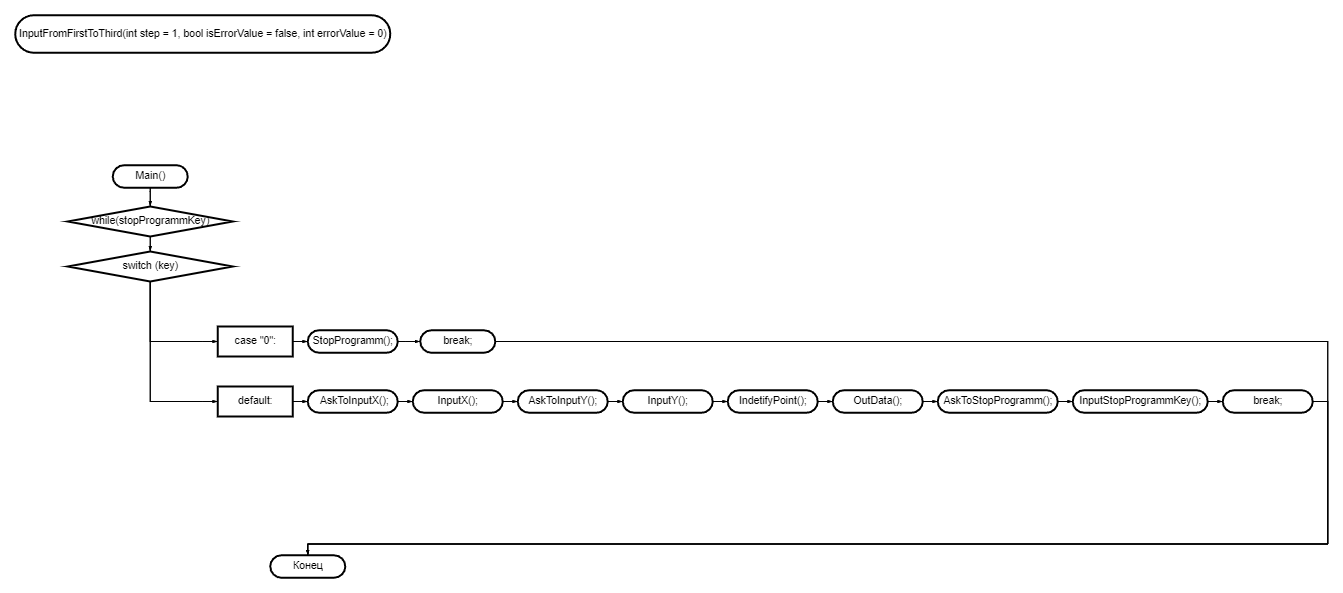 InputFromFirstToThird(int step = 1, bool isErrorValue = false, int errorValue = 0)
Main()
while(stopProgrammKey)
switch (key)
case "0":
StopProgramm();
break;
default:
AskToInputX();
InputX();
AskToInputY();
InputY();
IndetifyPoint();
OutData();
AskToStopProgramm();
InputStopProgrammKey();
break;
Конец